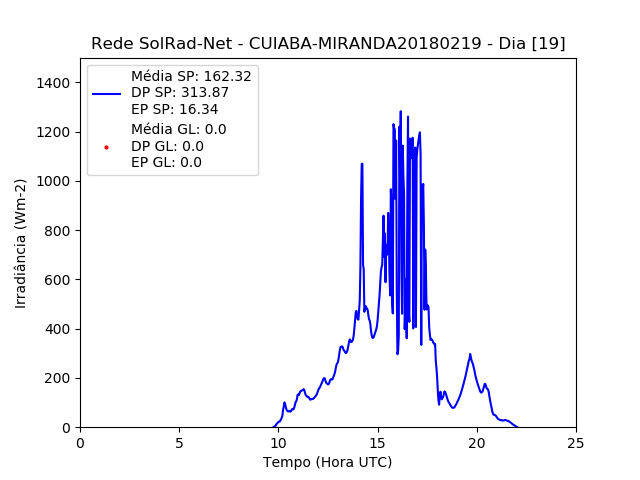 Rede SolRad-Net - CUIABA-MIRANDA20180219 - Dia [19]
Média SP: 162.32
DP SP: 313.87
EP SP: 16.34
Média GL: 0.0
DP GL: 0.0
EP GL: 0.0
1400
1200
1000
800
600
400
200
0
Irradiância (Wm-2)
0 5 10 15 20 25
Tempo (Hora UTC)